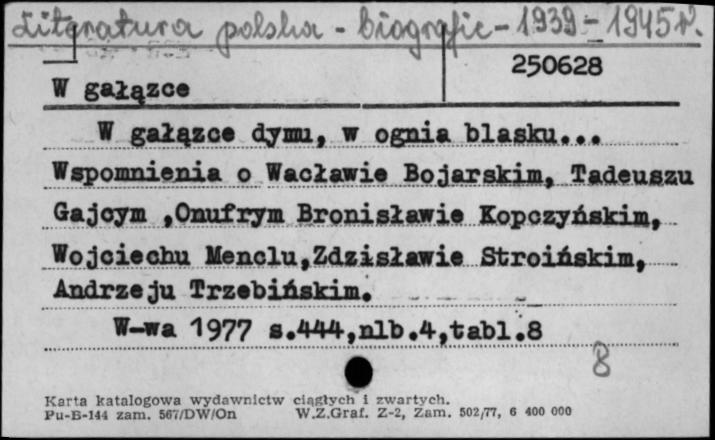 Literatura polska - biografie - 1939 - 1945 r.
250628
W gałązce
W gałązce dymu, w ognia blasku...
Wspomnienia o Wacławie Bojarskim, Tadeuszu
Gajcym ,Onufrym Bronisławie Kopczyńskim,
Wojciechu Menclu,Zdzisławie Stroińskim,
Andrzeju Trzebińskim.
W-wa 1977 s.444,nlb.4,tabl.8
8
Karta katalogowa wydawnictw ciągłych i zwartych.
Pu-B-144 zam. 567/DW/On W.Z.Graf. Z-2, Zam. 502/77, 6 400 000